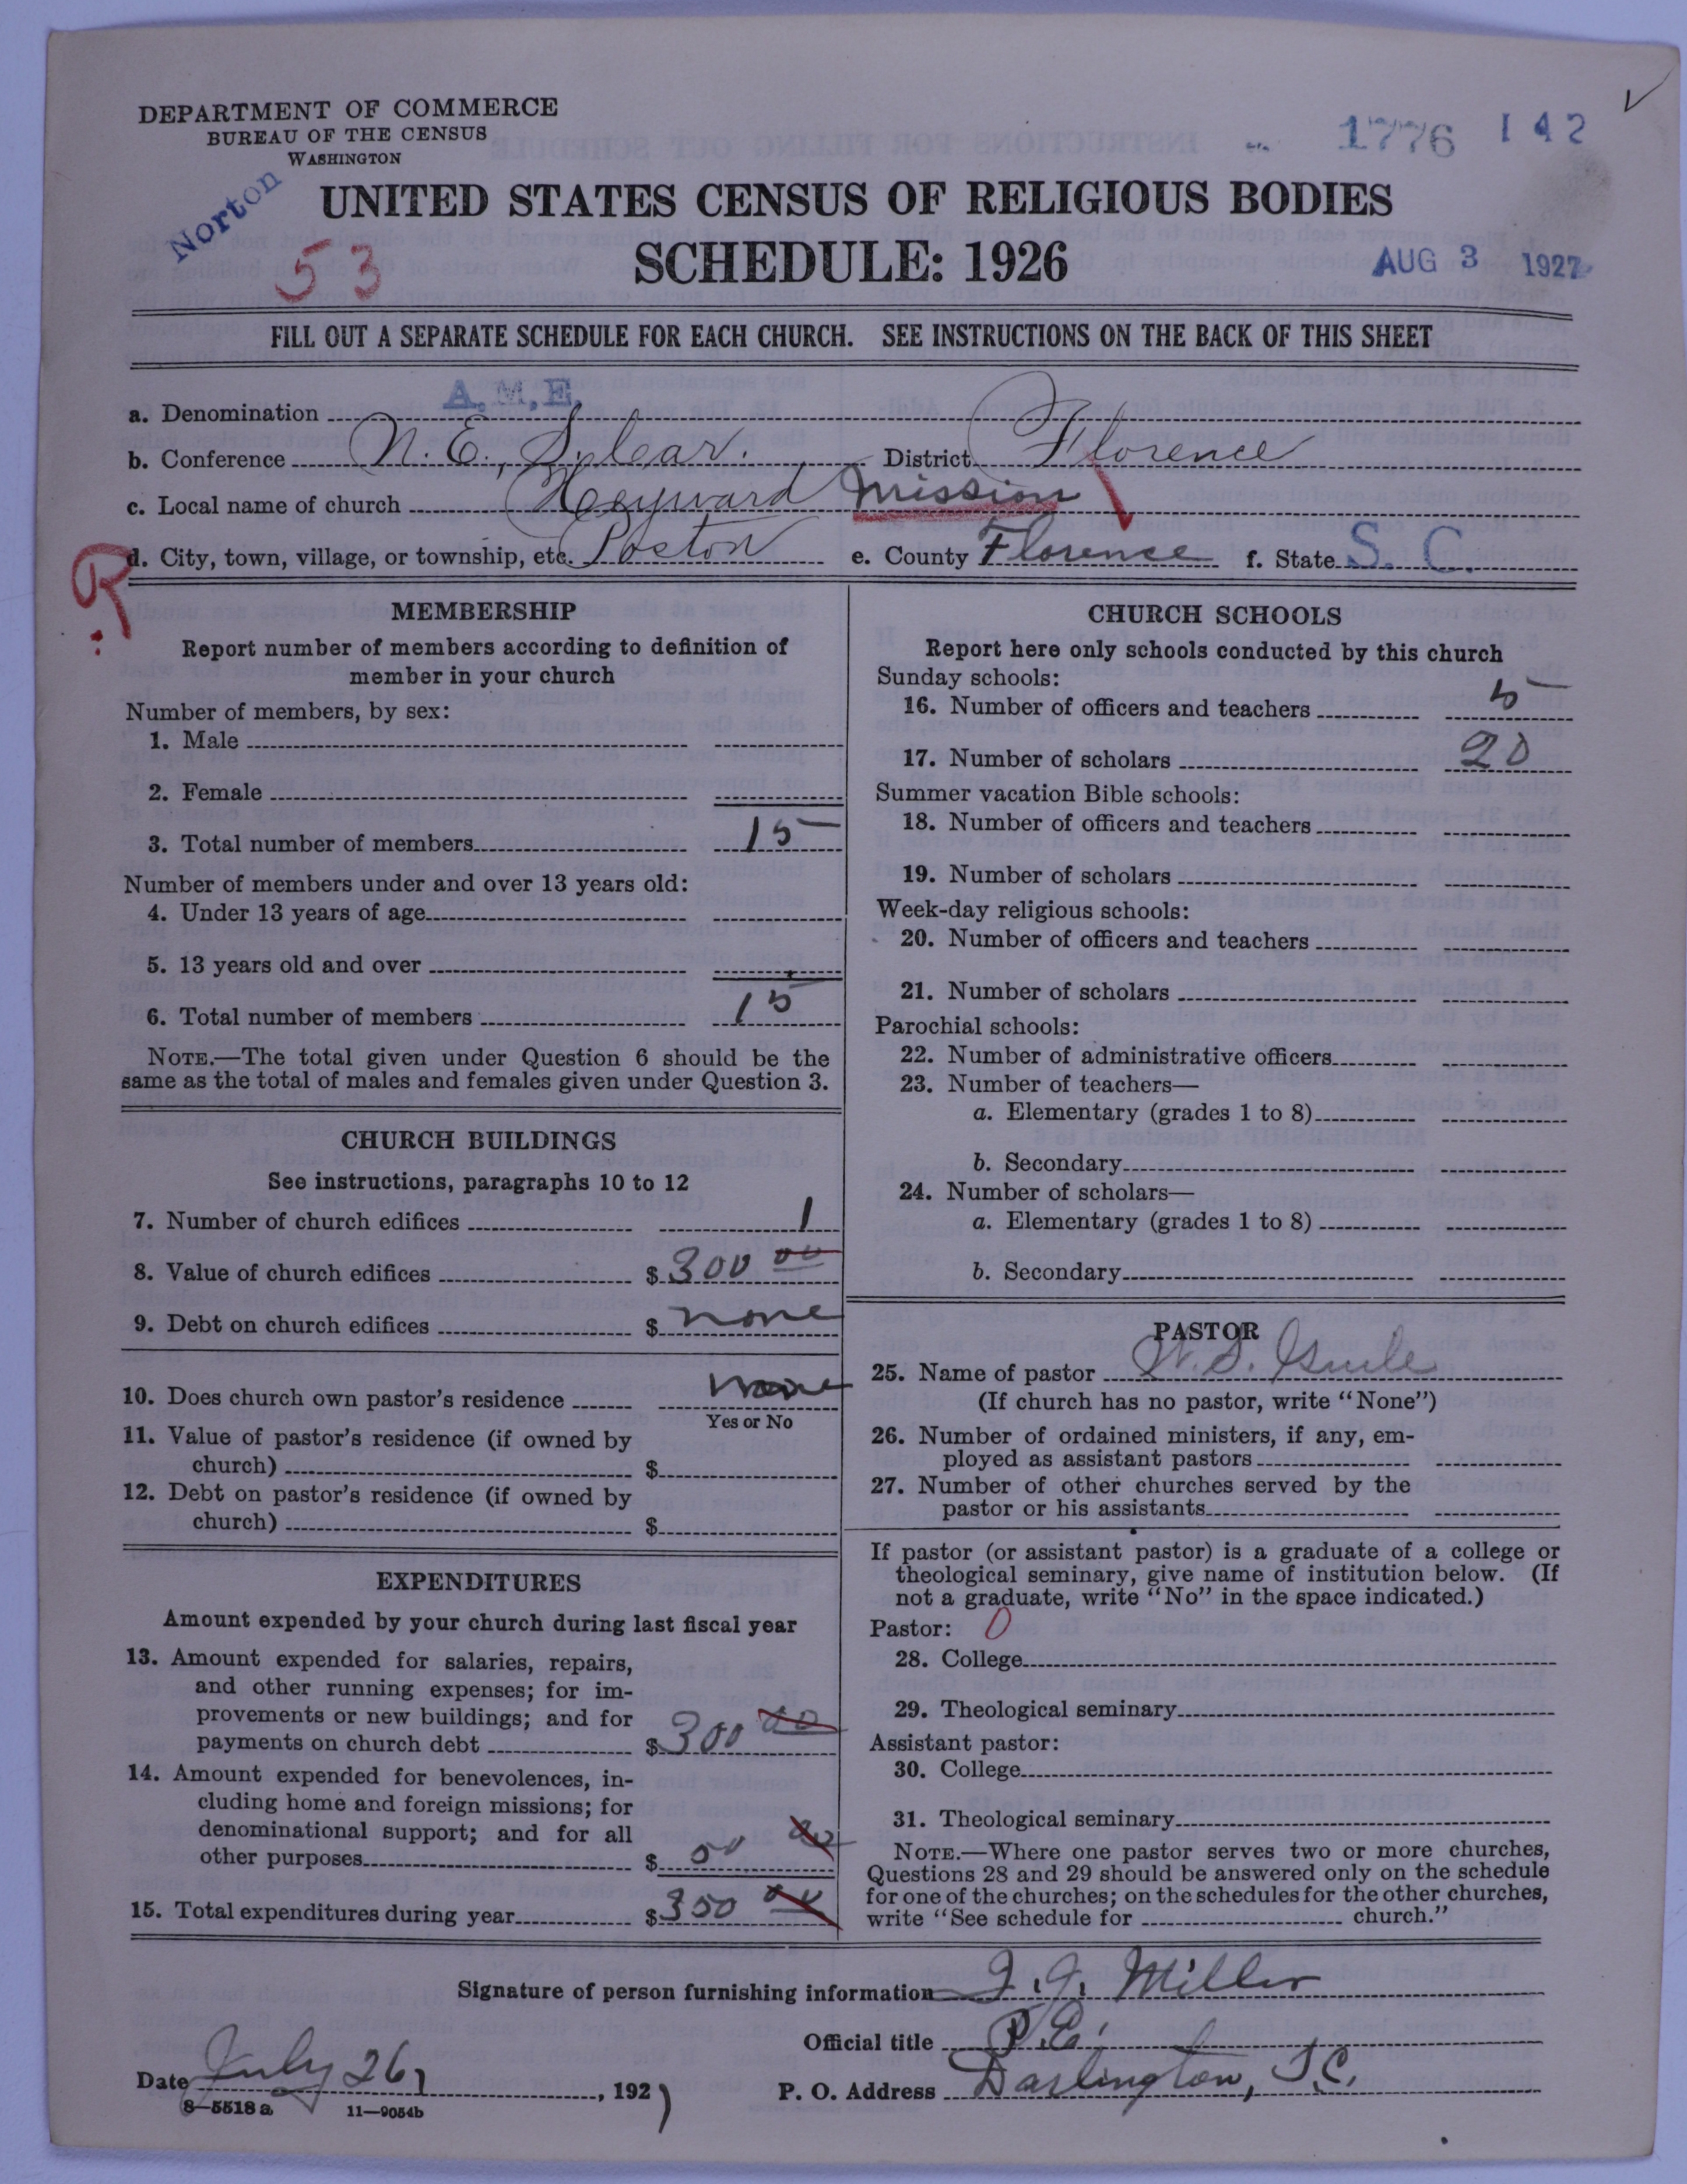 DEPARTMENT OF COMMERCE
BUREAU OF THE CENSUS
WASHINGTON
1776 142
Norton
53
UNITED STATES CENSUS OF RELIGIOUS BODIES
SCHEDULE: 1926
AUG 3 1927
FILL OUT A SEPARATE SCHEDULE FOR EACH CHURCH. SEE INSTRUCTIONS ON THE BACK OF THIS SHEET
a. Denomination A.M.E.
b. Conference N.E., S. Car. District Florence
c. Local name of church Heyward Mission
R d. City, town, village, or township, etc. Poston e. County Florence f. State S. C.
MEMBERSHIP
Report number of members according to definition of
member in your church
Number of members, by sex:
1. Male
2. Female
3. Total number of members 15
Number of members under and over 13 years old:
4. Under 13 years of age
5. 13 years old and over
6. Total number of members 15
NOTE.—The total given under Question 6 should be the
same as the total of males and females given under Question 3.
CHURCH BUILDINGS
See instructions, paragraphs 10 to 12
7. Number of church edifices 1
8. Value of church edifices $ 300 00
9. Debt on church edifices $ none
10. Does church own pastor's residence none
Yes or No
11. Value of pastor's residence (if owned by
church) $
12. Debt on pastor's residence (if owned by
church) $
EXPENDITURES
Amount expended by your church during last fiscal year
13. Amount expended for salaries, repairs,
and other running expenses; for im-
provements or new buildings; and for
payments on church debt $ 300 00
14. Amount expended for benevolences, in-
cluding home and foreign missions; for
denominational support; and for all
other purposes $ 50 00
15. Total expenditures during year $ 350 00
CHURCH SCHOOLS
Report here only schools conducted by this church
Sunday schools:
16. Number of officers and teachers 5
17. Number of scholars 20
Summer vacation Bible schools:
18. Number of officers and teachers
19. Number of scholars
Week-day religious schools:
20. Number of officers and teachers
21. Number of scholars
Parochial schools:
22. Number of administrative officers
23. Number of teachers—
a. Elementary (grades 1 to 8)
b. Secondary
24. Number of scholars—
a. Elementary (grades 1 to 8)
b. Secondary
PASTOR
25. Name of pastor W. S.
(If church has no pastor, write "None")
26. Number of ordained ministers, if any, em-
ployed as assistant pastors
27. Number of other churches served by the
pastor or his assistants
If pastor (or assistant pastor) is a graduate of a college or
theological seminary, give name of institution below. (If
not a graduate, write "No" in the space indicated.)
Pastor: 0
28. College
29. Theological seminary
Assistant pastor:
30. College
31. Theological seminary
NOTE.—Where one pastor serves two or more churches,
Questions 28 and 29 should be answered only on the schedule
for one of the churches; on the schedules for the other churches,
write "See schedule for church."
Signature of person furnishing information J. J. Miller
Official title P.E.
Date July 26, 1927 P. O. Address Darlington, S.C.
8—5518 a 11—9054b